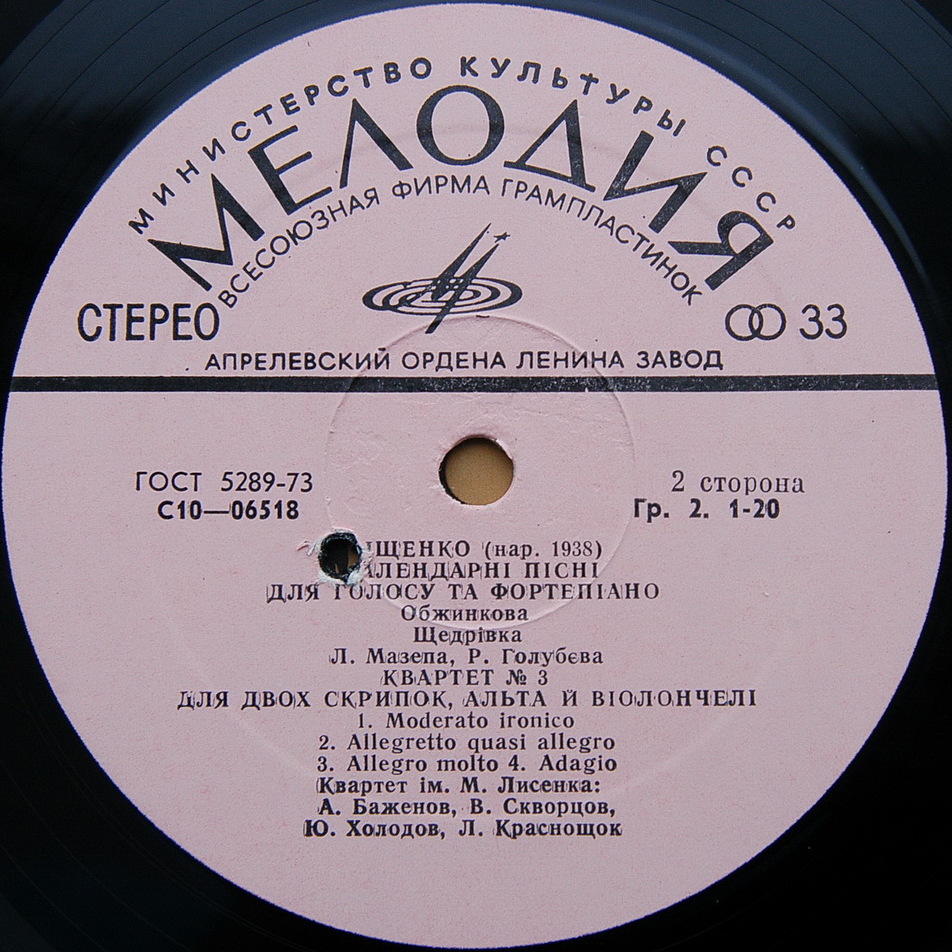 МИНИСТЕРСТВО КУЛЬТУРЫ СССР
МЕЛОДИЯ
ВСЕСОЮЗНАЯ ФИРМА ГРАМПЛАСТИНОК
СТЕРЕО
33
АПРЕЛЕВСКИЙ ОРДЕНА ЛЕНИНА ЗАВОД
ГОСТ 5289-73
2 сторона
С10—06518
Гр. 2. 1-20
(нар. 1938)
ПІСНІ
ДЛЯ ГОЛОСУ ТА ФОРТЕПІАНО
Обжинкова
Щедрівка
Л. Мазепа, Р. Голубєва
КВАРТЕТ № 3
ДЛЯ ДВОХ СКРИПОК, АЛЬТА Й ВІОЛОНЧЕЛІ
1. Moderato ironico
2. Allegretto quasi allegro
3. Allegro molto 4. Adagio
Квартет ім. М. Лисенка:
А. Баженов, В. Скворцов,
Ю. Холодов, Л. Краснощок